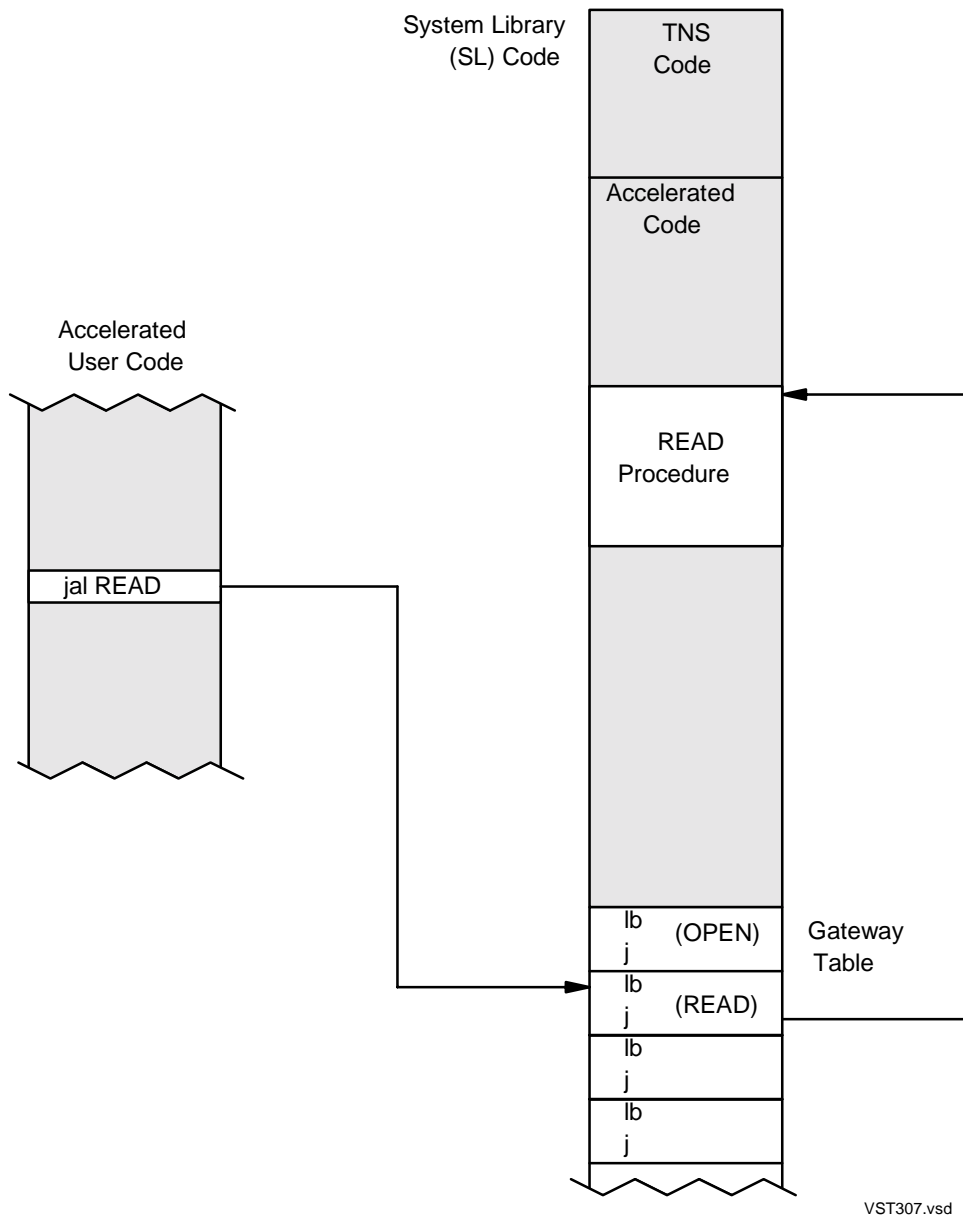 System Library
(SL) Code
TNS
Code
Accelerated
Code
Accelerated
User Code
READ
Procedure
jal READ
lb
j
(OPEN)
Gateway
Table
lb
j
(READ)
lb
j
lb
j
VST307.vsd